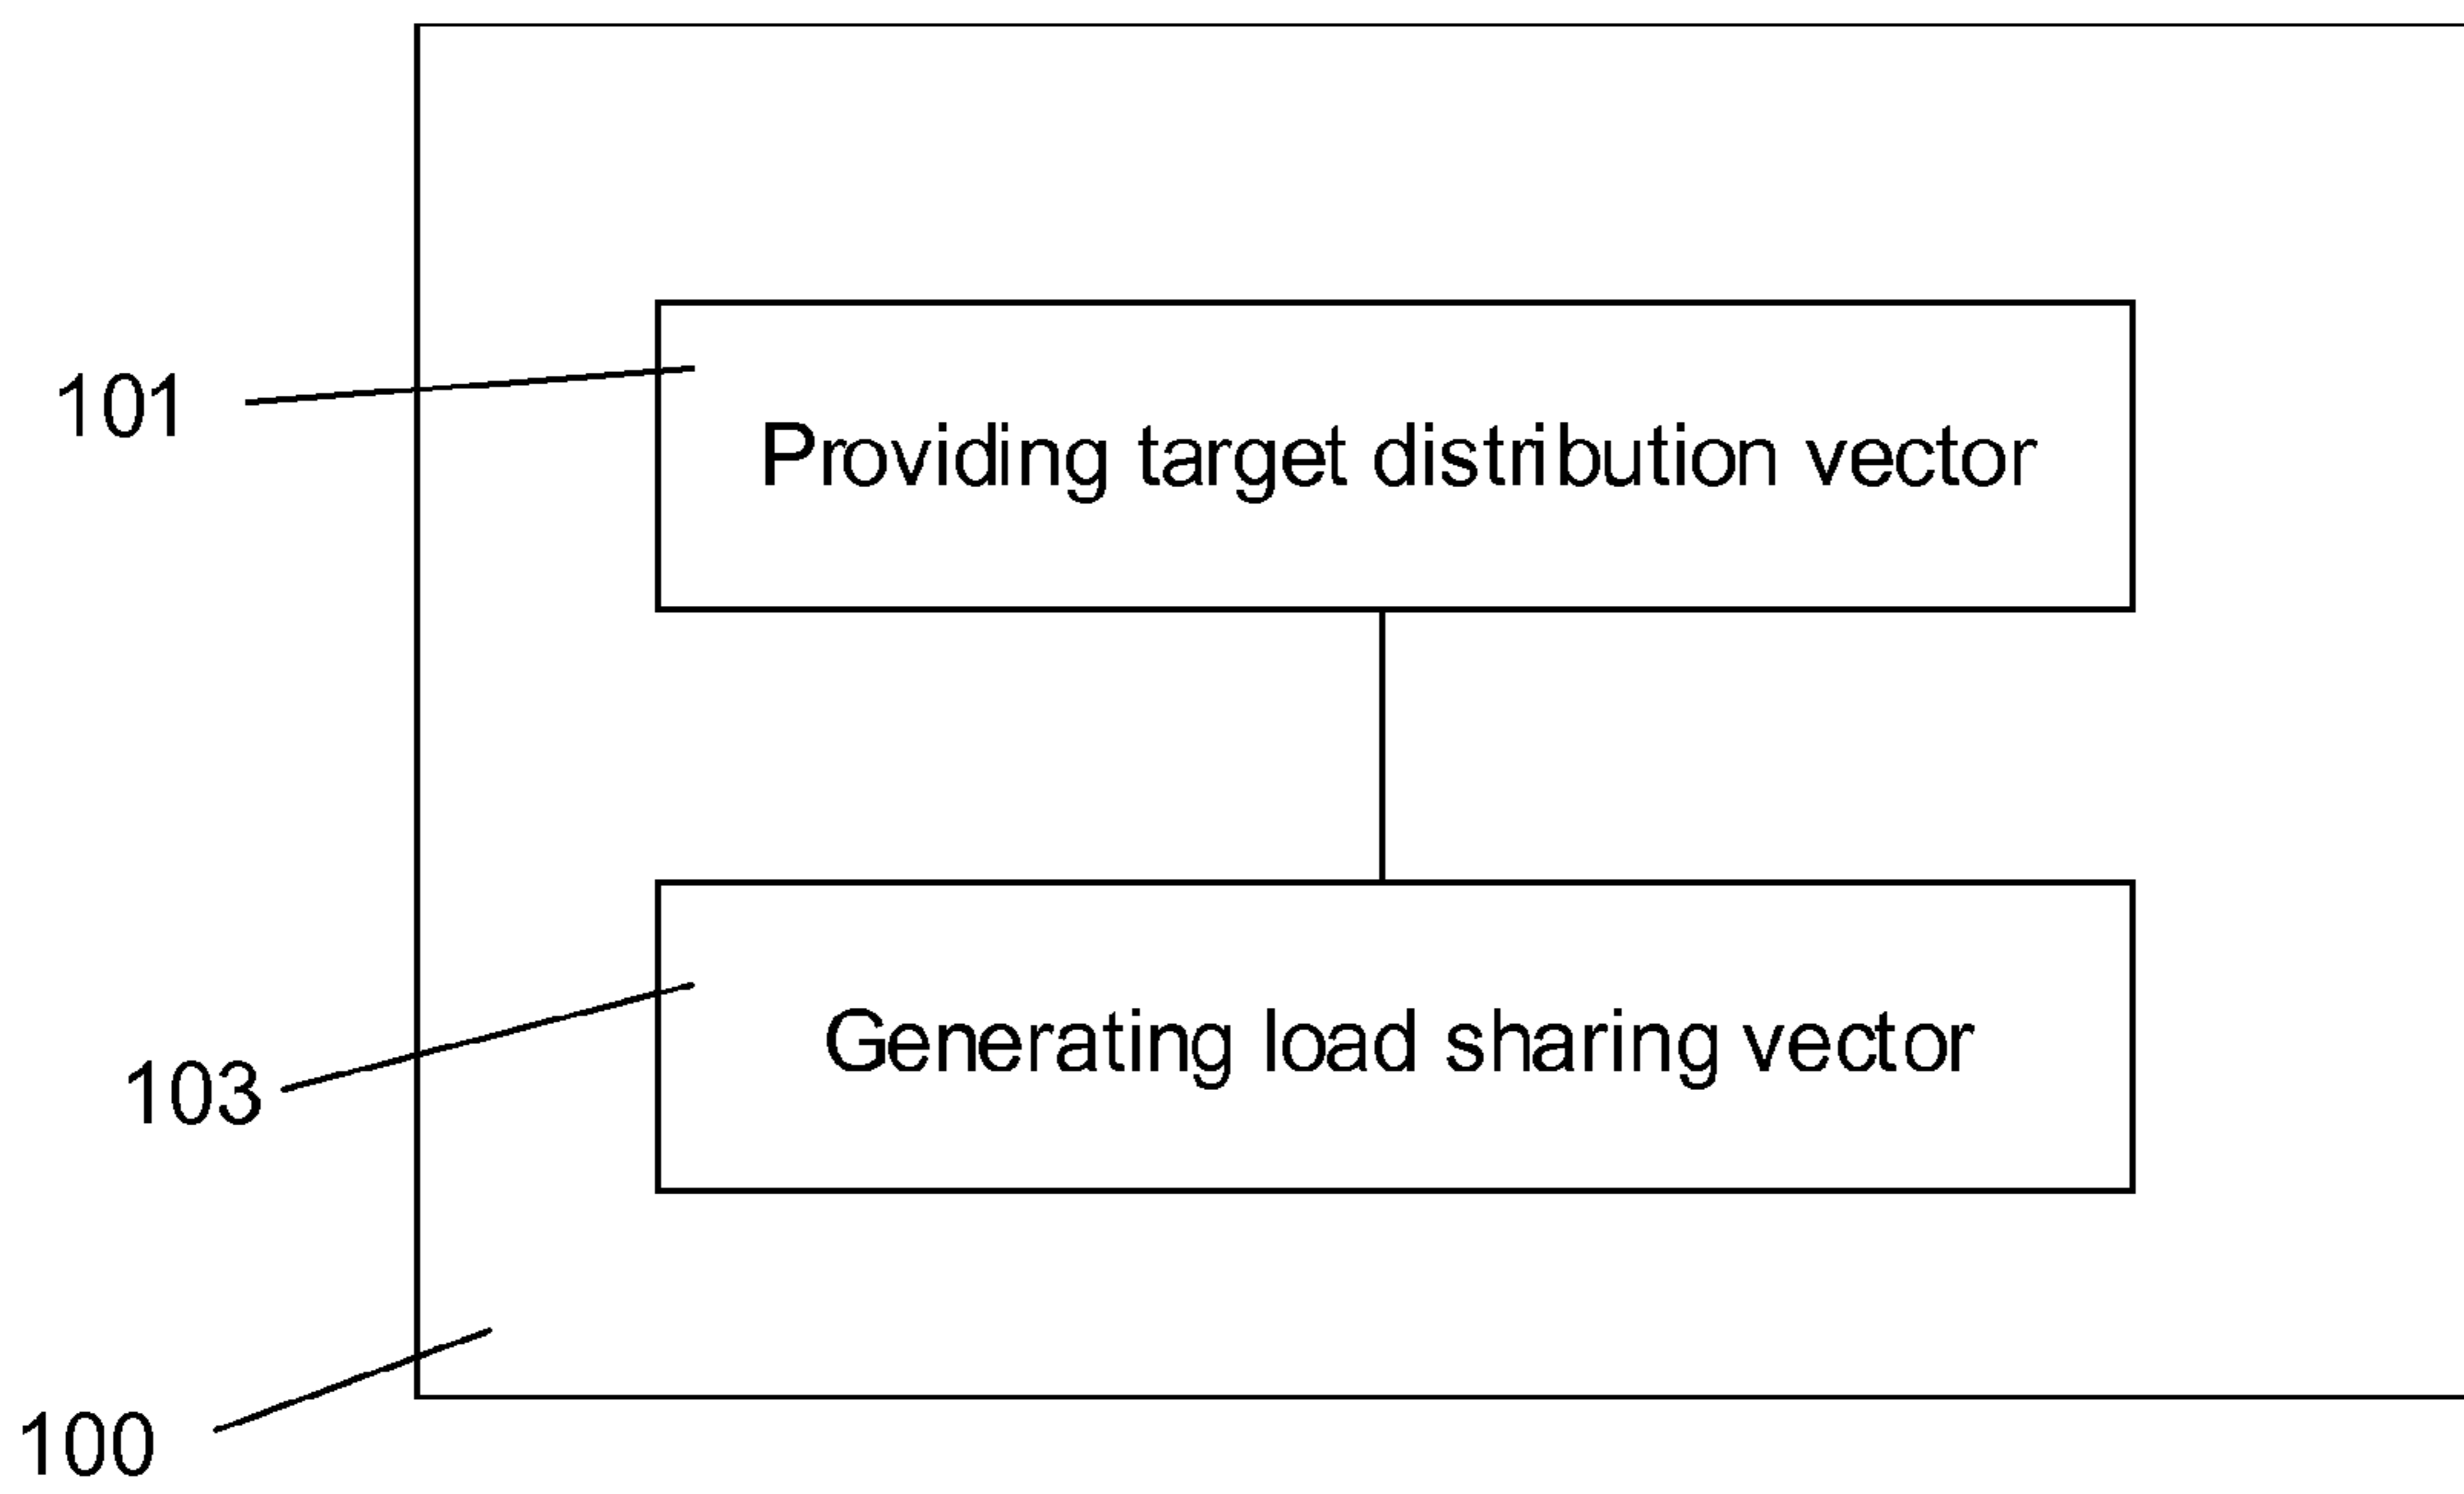 101
Providing target distribution vector
Generating load sharing vector
103
100